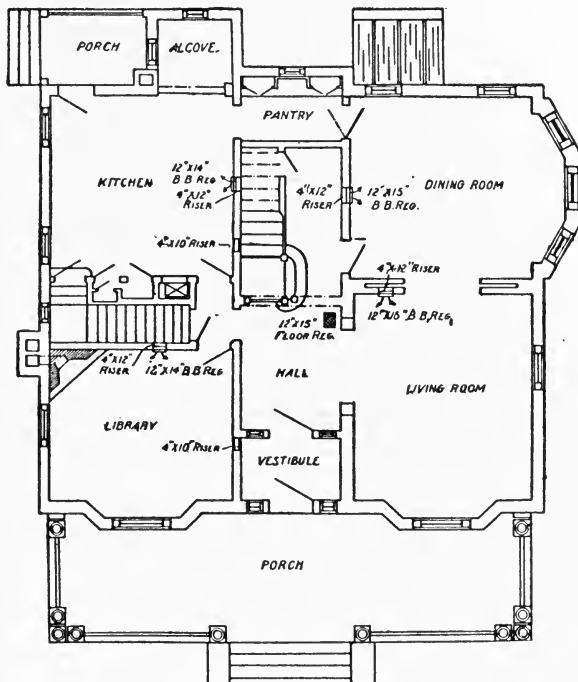 PORCH
ALCOVE.
PANTRY
12"X14"
B.B.REG
4"X12"
RISER
KITCHEN
4"X12"
RISER
12"X15"
B.B.REG.
DINING ROOM
4"X10" RISER
4"X12" RISER
12"X15"
FLOOR REG.
12"X15" B.B.REG.
4"X12"
RISER
12"X14" B.B.REG
HALL
LIVING ROOM
LIBRARY
4"X10" RISER
VESTIBULE
PORCH